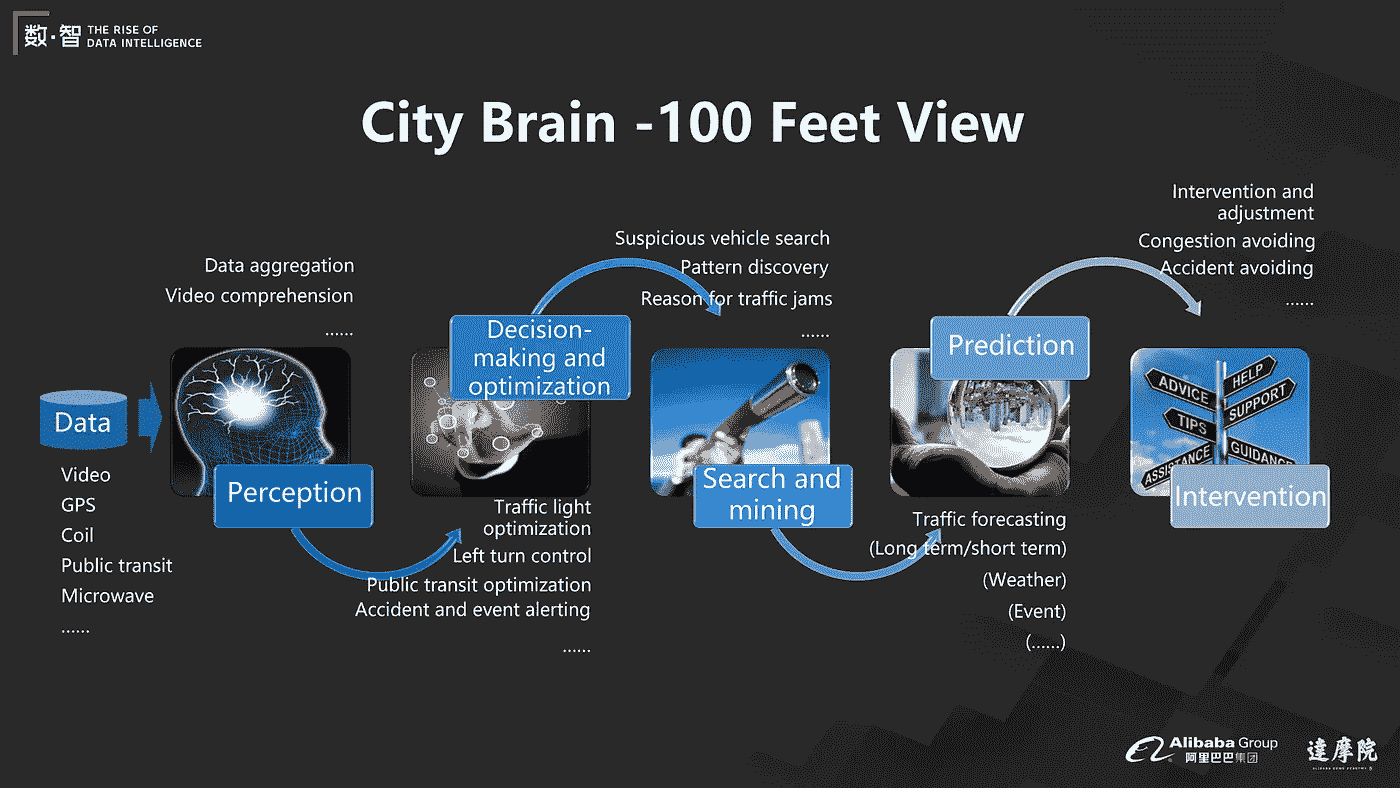 数·智 THE RISE OF
DATA INTELLIGENCE
City Brain -100 Feet View
Data
Video
GPS
Coil
Public transit
Microwave
......
Data aggregation
Video comprehension
......
Perception
Decision-
making and
optimization
Traffic light
optimization
Left turn control
Public transit optimization
Accident and event alerting
......
Suspicious vehicle search
Pattern discovery
Reason for traffic jams
......
Search and
mining
Prediction
Traffic forecasting
(Long term/short term)
(Weather)
(Event)
(......)
Intervention and
adjustment
Congestion avoiding
Accident avoiding
......
ADVICE
HELP
SUPPORT
TIPS
GUIDANCE
Intervention
Alibaba Group
阿里巴巴集团
達摩院